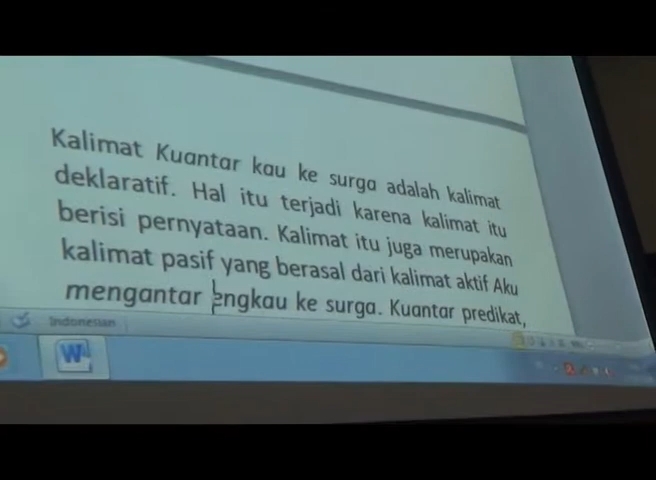 Kalimat Kuantar kau ke surga adalah kalimat
deklaratif. Hal itu terjadi karena kalimat itu
berisi pernyataan. Kalimat itu juga merupakan
kalimat pasif yang berasal dari kalimat aktif Aku
mengantar engkau ke surga. Kuantar predikat,
Indonesian
W